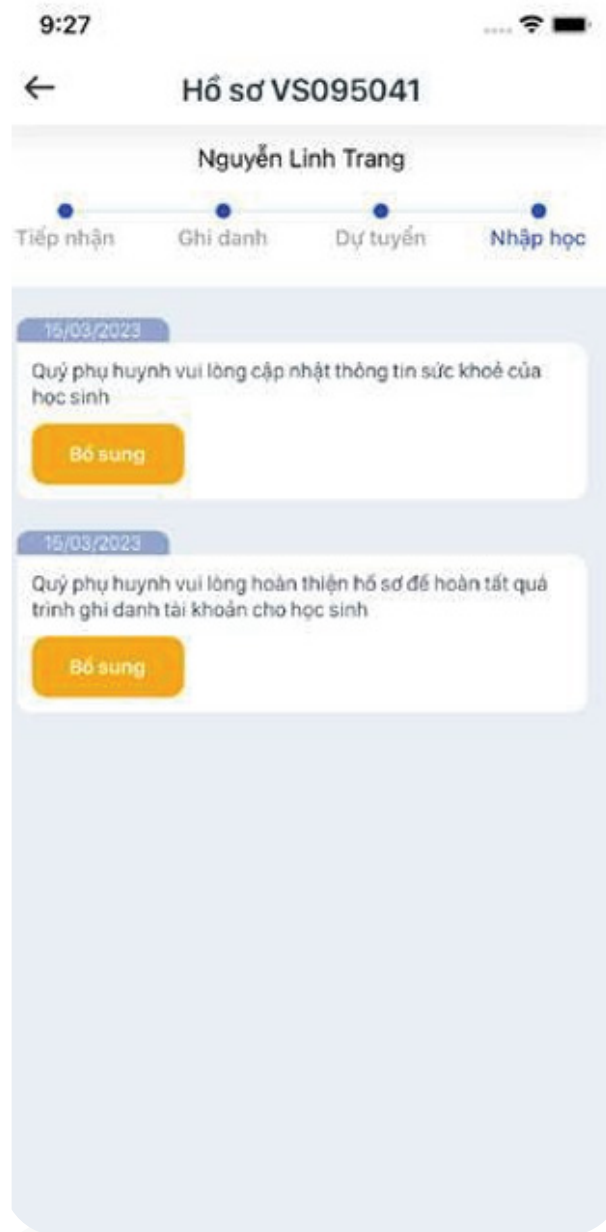 9:27
Hồ sơ VS095041
Nguyễn Linh Trang
Tiếp nhận Ghi danh Dự tuyển Nhập học
15/03/2023
Quý phụ huynh vui lòng cập nhật thông tin sức khoẻ của
học sinh
Bổ sung
15/03/2023
Quý phụ huynh vui lòng hoàn thiện hồ sơ để hoàn tất quá
trình ghi danh tài khoản cho học sinh
Bổ sung